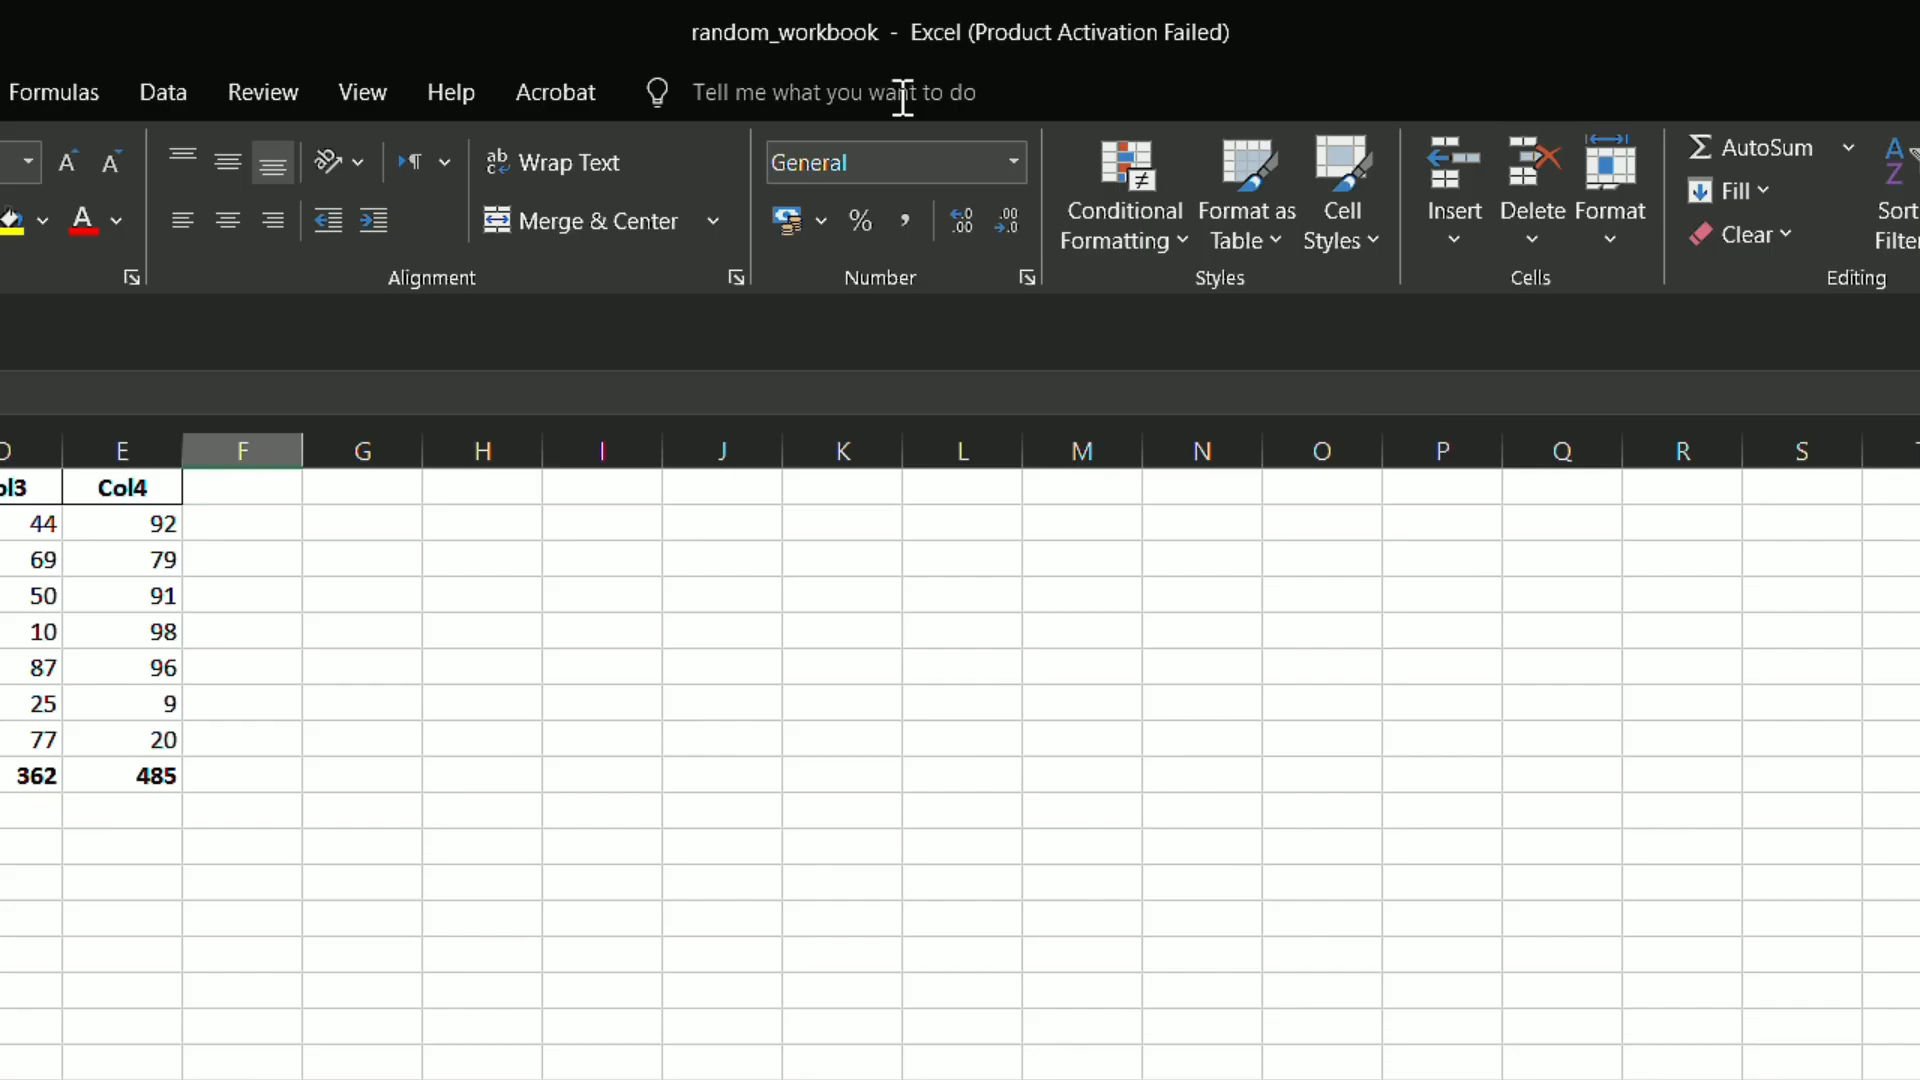 random_workbook - Excel (Product Activation Failed)
Formulas Data Review View Help Acrobat Tell me what you want to do
A A ab Wrap Text General AutoSum
Fill
A Merge & Center % , .00 .0 Conditional Formatting Format as Table Cell Styles Insert Delete Format Clear
Alignment Number Styles Cells Editing
E F G H I J K L M N O P Q R S
Col4
44 92
69 79
50 91
10 98
87 96
25 9
77 20
362 485